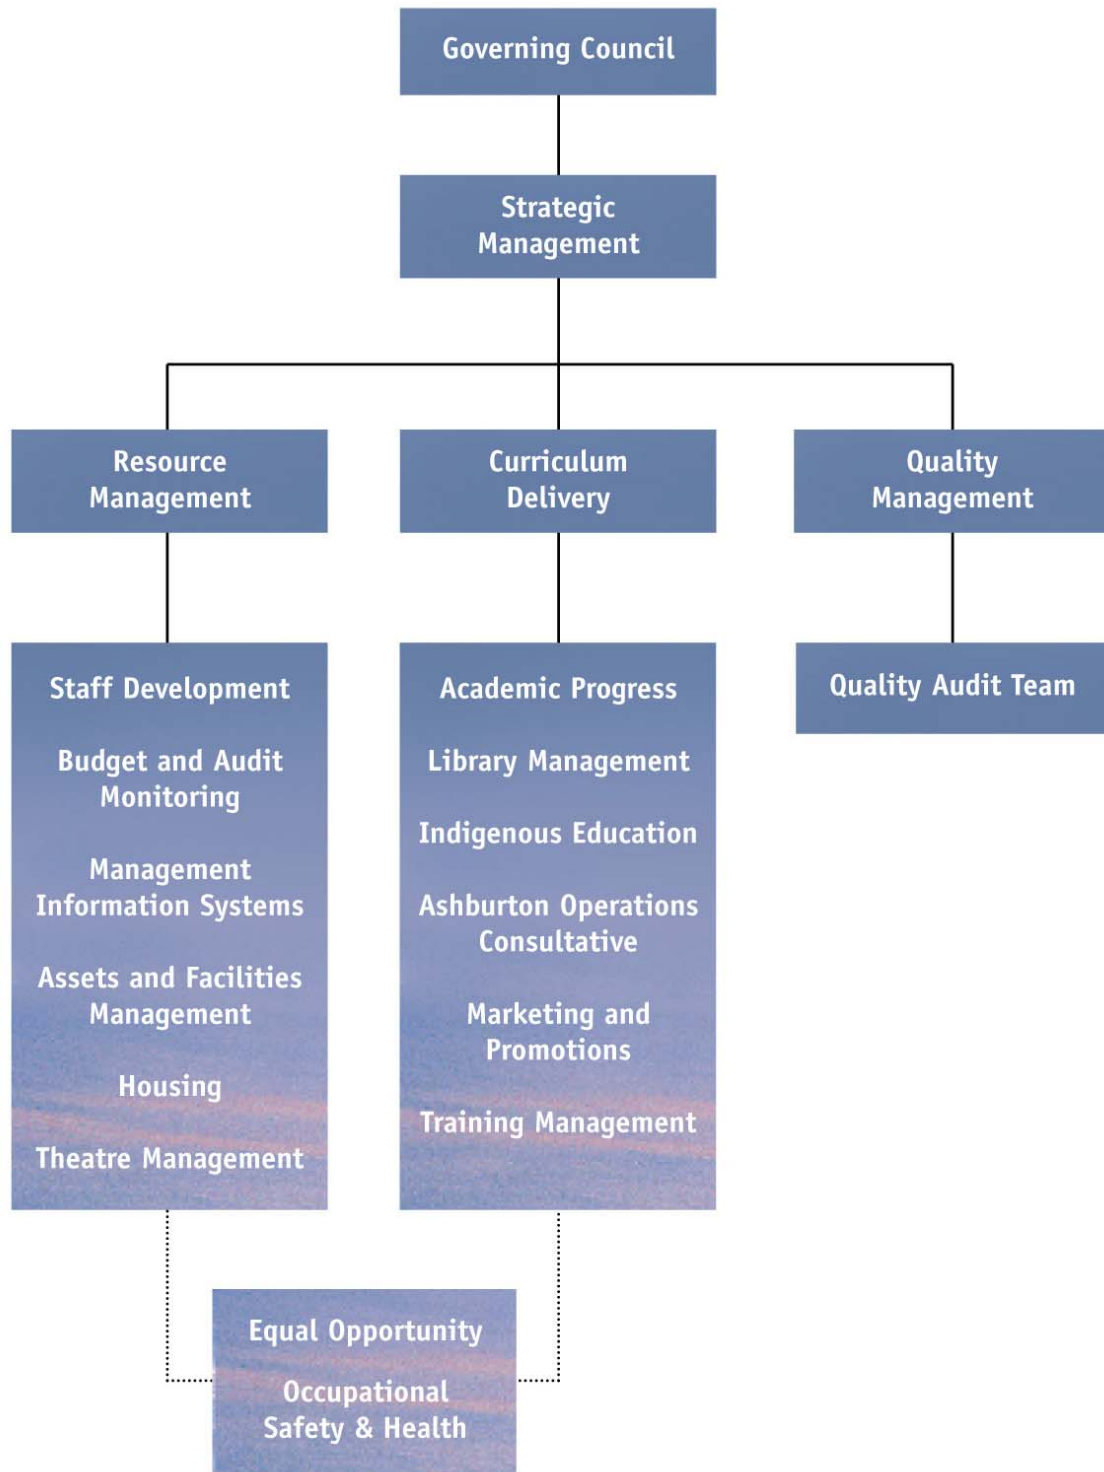 Governing Council
Strategic
Management
Resource
Management
Curriculum
Delivery
Quality
Management
Staff Development
Budget and Audit
Monitoring
Management
Information Systems
Assets and Facilities
Management
Housing
Theatre Management
Academic Progress
Library Management
Indigenous Education
Ashburton Operations
Consultative
Marketing and
Promotions
Training Management
Quality Audit Team
Equal Opportunity
Occupational
Safety & Health